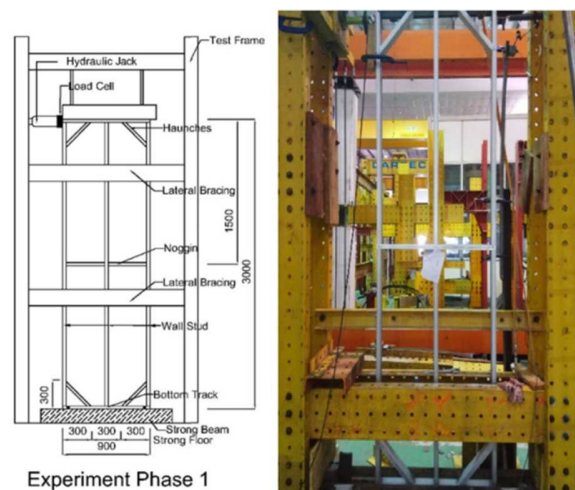 Test Frame
Hydraulic Jack
Load Cell
Haunches
Lateral Bracing
1500
Noggin
3000
Lateral Bracing
Wall Stud
300
Bottom Track
Strong Beam
Strong Floor
300 300 300
900
Experiment Phase 1
DARTEC